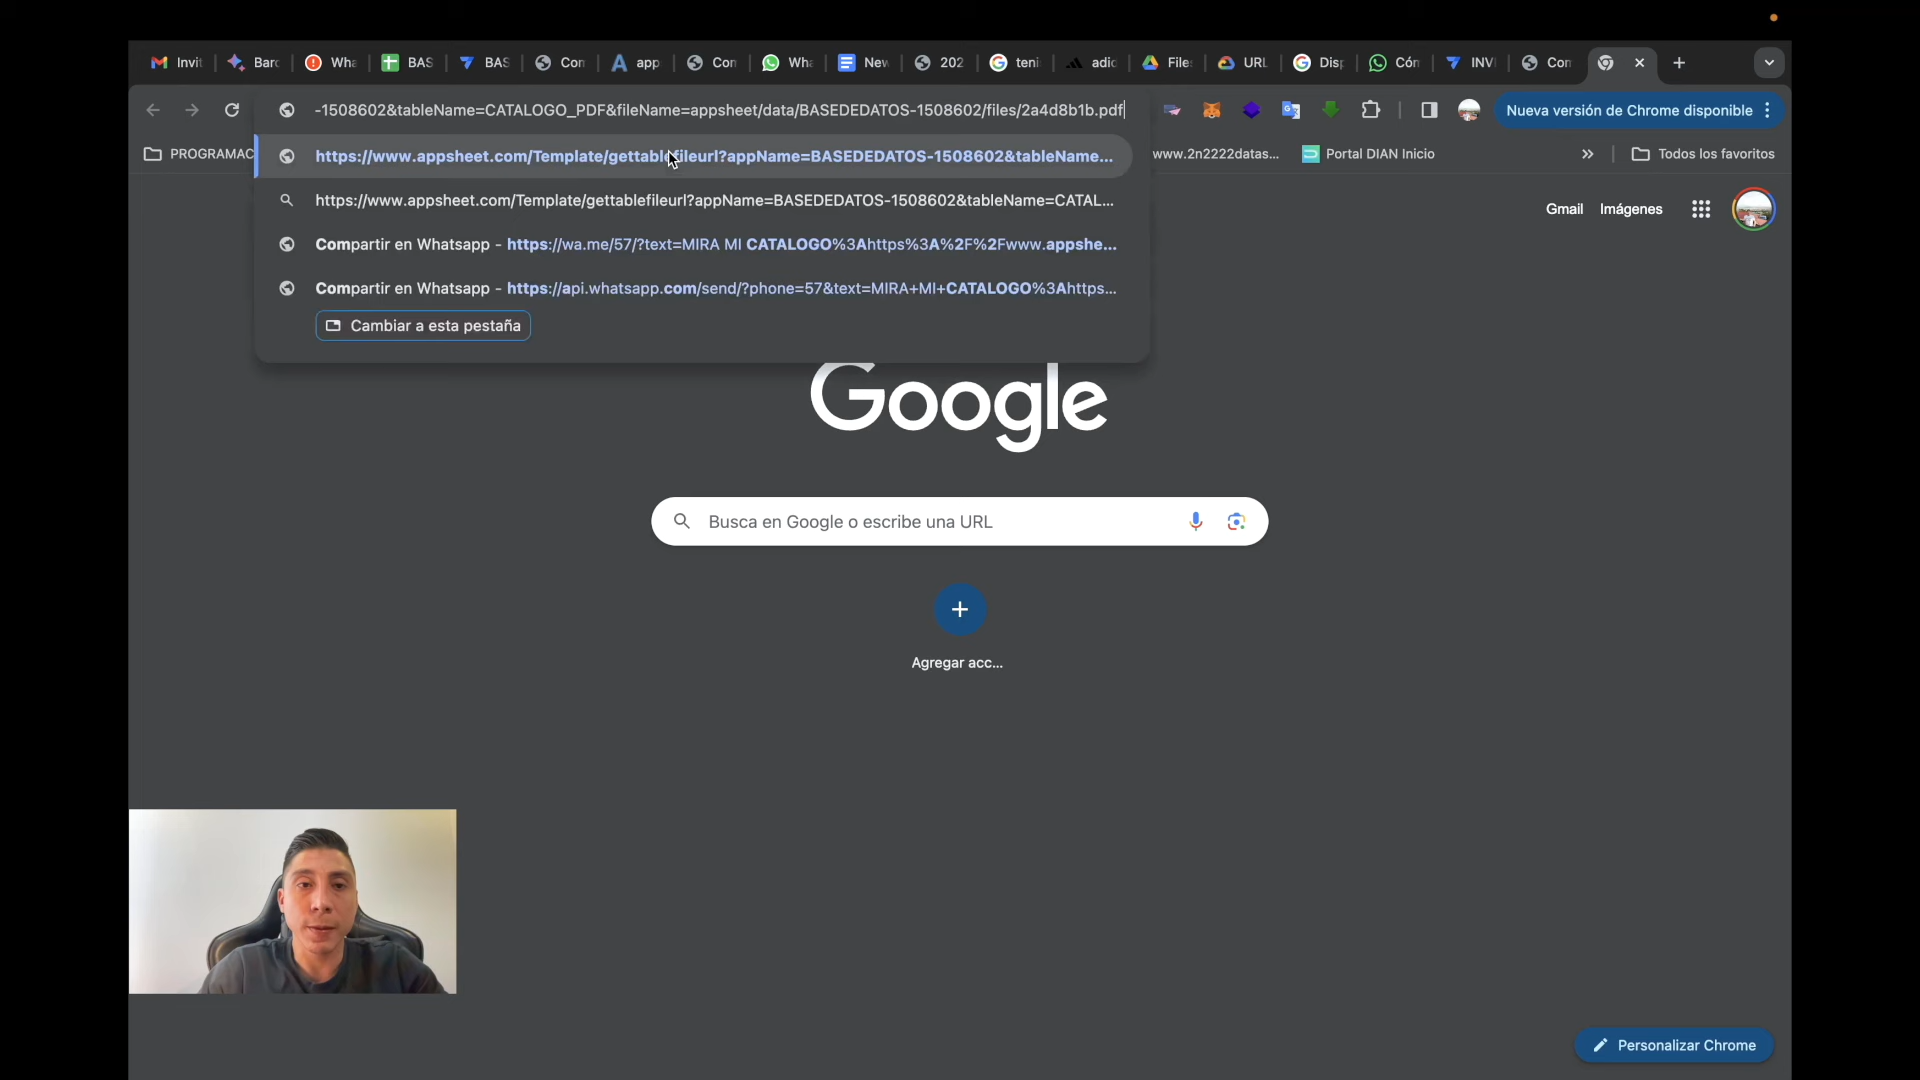 Invit
Barc
Wha
BAS
BAS
Con
app
Con
Wha
New
202
teni
adic
Files
URL
Disp
Cóm
INVI
Com
-1508602&tableName=CATALOGO_PDF&fileName=appsheet/data/BASEDEDATOS-1508602/files/2a4d8b1b.pdf
Nueva versión de Chrome disponible
PROGRAMAC
https://www.appsheet.com/Template/gettablefileurl?appName=BASEDEDATOS-1508602&tableName...
www.2n2222datas...
Portal DIAN Inicio
Todos los favoritos
https://www.appsheet.com/Template/gettablefileurl?appName=BASEDEDATOS-1508602&tableName=CATAL...
Gmail
Imágenes
Compartir en Whatsapp - https://wa.me/57/?text=MIRA MI CATALOGO%3Ahttps%3A%2F%2Fwww.appshe...
Compartir en Whatsapp - https://api.whatsapp.com/send/?phone=57&text=MIRA+MI+CATALOGO%3Ahttps...
Cambiar a esta pestaña
Google
Busca en Google o escribe una URL
Agregar acc...
Personalizar Chrome